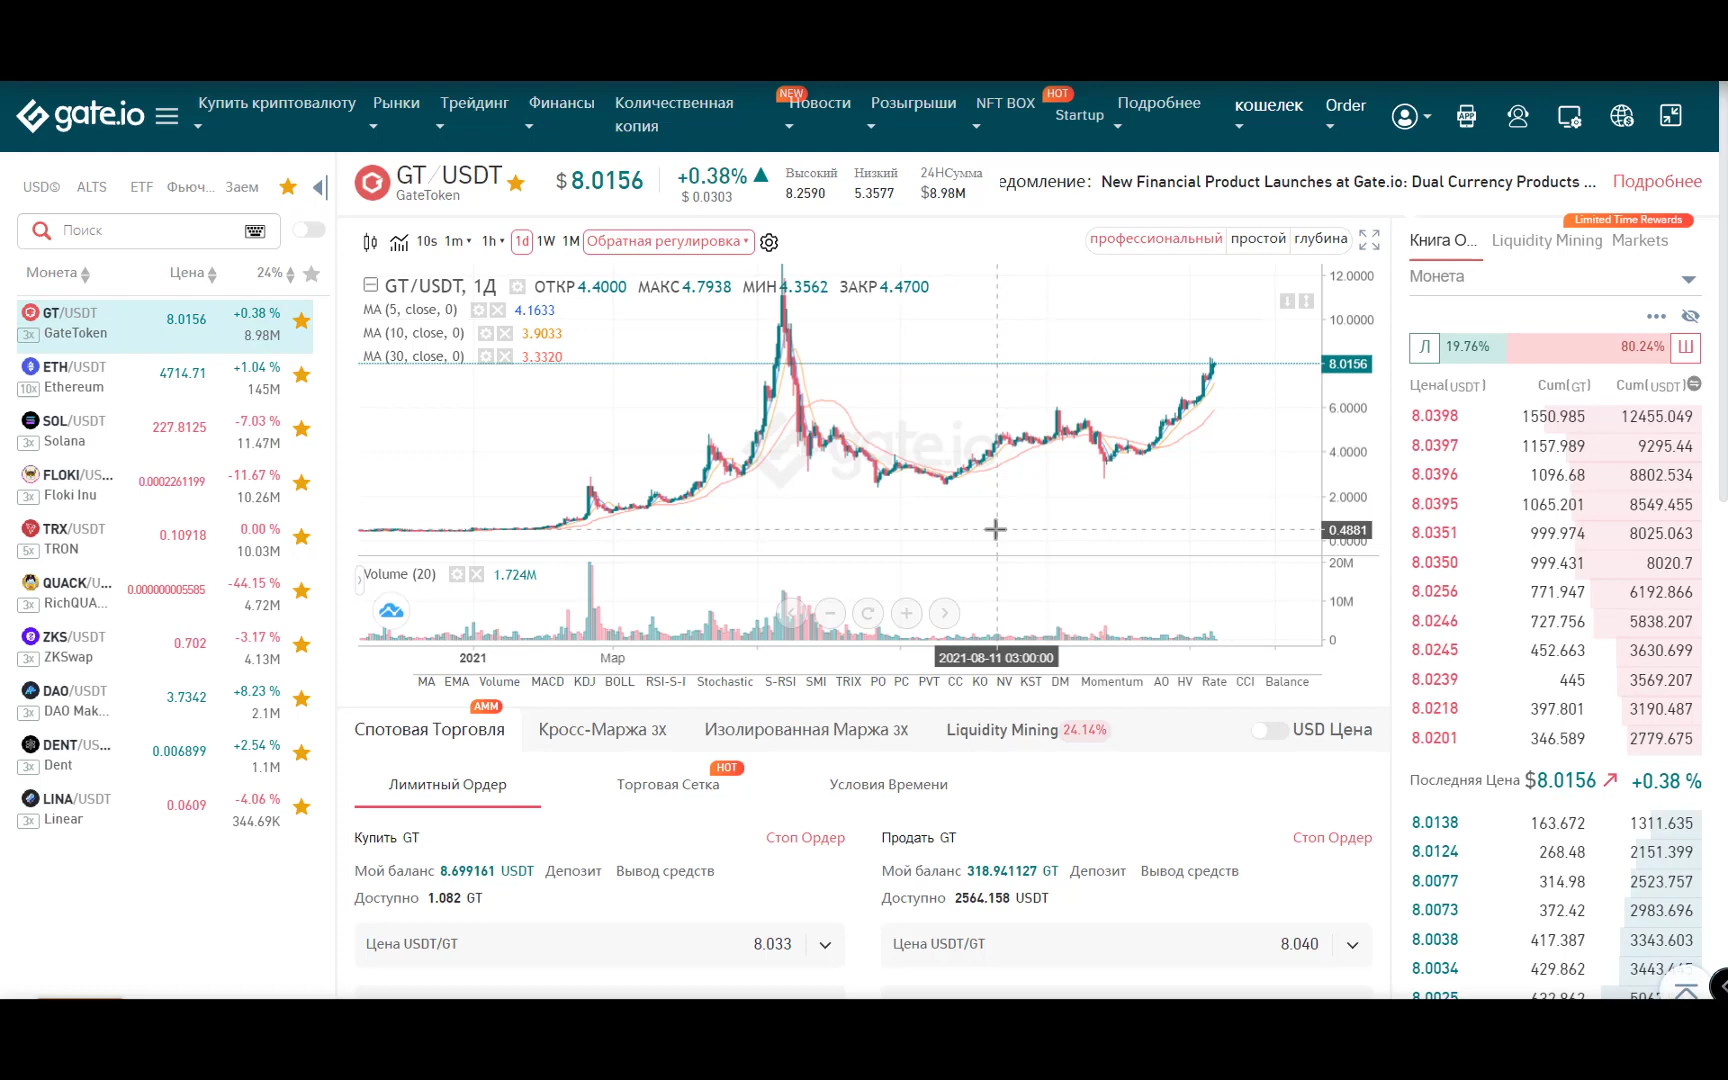 gate.io
Купить криптовалюту
Рынки
Трейдинг
Финансы
Количественная
копия
NEW
Новости
Розыгрыши
NFT BOX
HOT
Startup
Подробнее
кошелек
Order
APP
USDⓈ ALTS ETF Фьюч... Заем
Поиск
Монета Цена 24%
GT/USDT 8.0156 +0.38 %
3x GateToken 8.98M
ETH/USDT 4714.71 +1.04 %
10x Ethereum 145M
SOL/USDT 227.8125 -7.03 %
3x Solana 11.47M
FLOKI/US... 0.0002261199 -11.67 %
3x Floki Inu 10.26M
TRX/USDT 0.10918 0.00 %
5x TRON 10.03M
QUACK/U... 0.000000005585 -44.15 %
3x RichQUA... 4.72M
ZKS/USDT 0.702 -3.17 %
3x ZKSwap 4.13M
DAO/USDT 3.7342 +8.23 %
3x DAO Mak... 2.1M
DENT/US... 0.006899 +2.54 %
3x Dent 1.1M
LINA/USDT 0.0609 -4.06 %
3x Linear 344.69K
GT/USDT
GateToken
$8.0156
+0.38%
$ 0.0303
Высокий
8.2590
Низкий
5.3577
24HСумма
$8.98M
едомление: New Financial Product Launches at Gate.io: Dual Currency Products ... Подробнее
10s 1m 1h 1d 1W 1M Обратная регулировка
профессиональный простой глубина
GT/USDT, 1Д ОТКР 4.4000 МАКС 4.7938 МИН 4.3562 ЗАКР 4.4700
MA (5, close, 0) 4.1633
MA (10, close, 0) 3.9033
MA (30, close, 0) 3.3320
gate.io
12.0000
10.0000
8.0156
6.0000
4.0000
2.0000
0.4881
0.0000
Volume (20) 1.724M
20M
10M
0
2021 Мар 2021-08-11 03:00:00
MA EMA Volume MACD KDJ BOLL RSI-S-I Stochastic S-RSI SMI TRIX PO PC PVT CC KO NV KST DM Momentum AO HV Rate CCI Balance
AMM
Спотовая Торговля Кросс-Маржа 3X Изолированная Маржа 3X Liquidity Mining 24.14% USD Цена
HOT
Лимитный Ордер Торговая Сетка Условия Времени
Купить GT Стоп Ордер
Мой баланс 8.699161 USDT Депозит Вывод средств
Доступно 1.082 GT
Цена USDT/GT 8.033
Продать GT Стоп Ордер
Мой баланс 318.941127 GT Депозит Вывод средств
Доступно 2564.158 USDT
Цена USDT/GT 8.040
Limited Time Rewards
Книга О... Liquidity Mining Markets
Монета
Л 19.76% 80.24% Ш
Цена(USDT) Cum(GT) Cum(USDT)
8.0398 1550.985 12455.049
8.0397 1157.989 9295.44
8.0396 1096.68 8802.534
8.0395 1065.201 8549.455
8.0351 999.974 8025.063
8.0350 999.431 8020.7
8.0256 771.947 6192.866
8.0246 727.756 5838.207
8.0245 452.663 3630.699
8.0239 445 3569.207
8.0218 397.801 3190.487
8.0201 346.589 2779.675
Последняя Цена $8.0156 +0.38 %
8.0138 163.672 1311.635
8.0124 268.48 2151.399
8.0077 314.98 2523.757
8.0073 372.42 2983.696
8.0038 417.387 3343.603
8.0034 429.862
8.0025